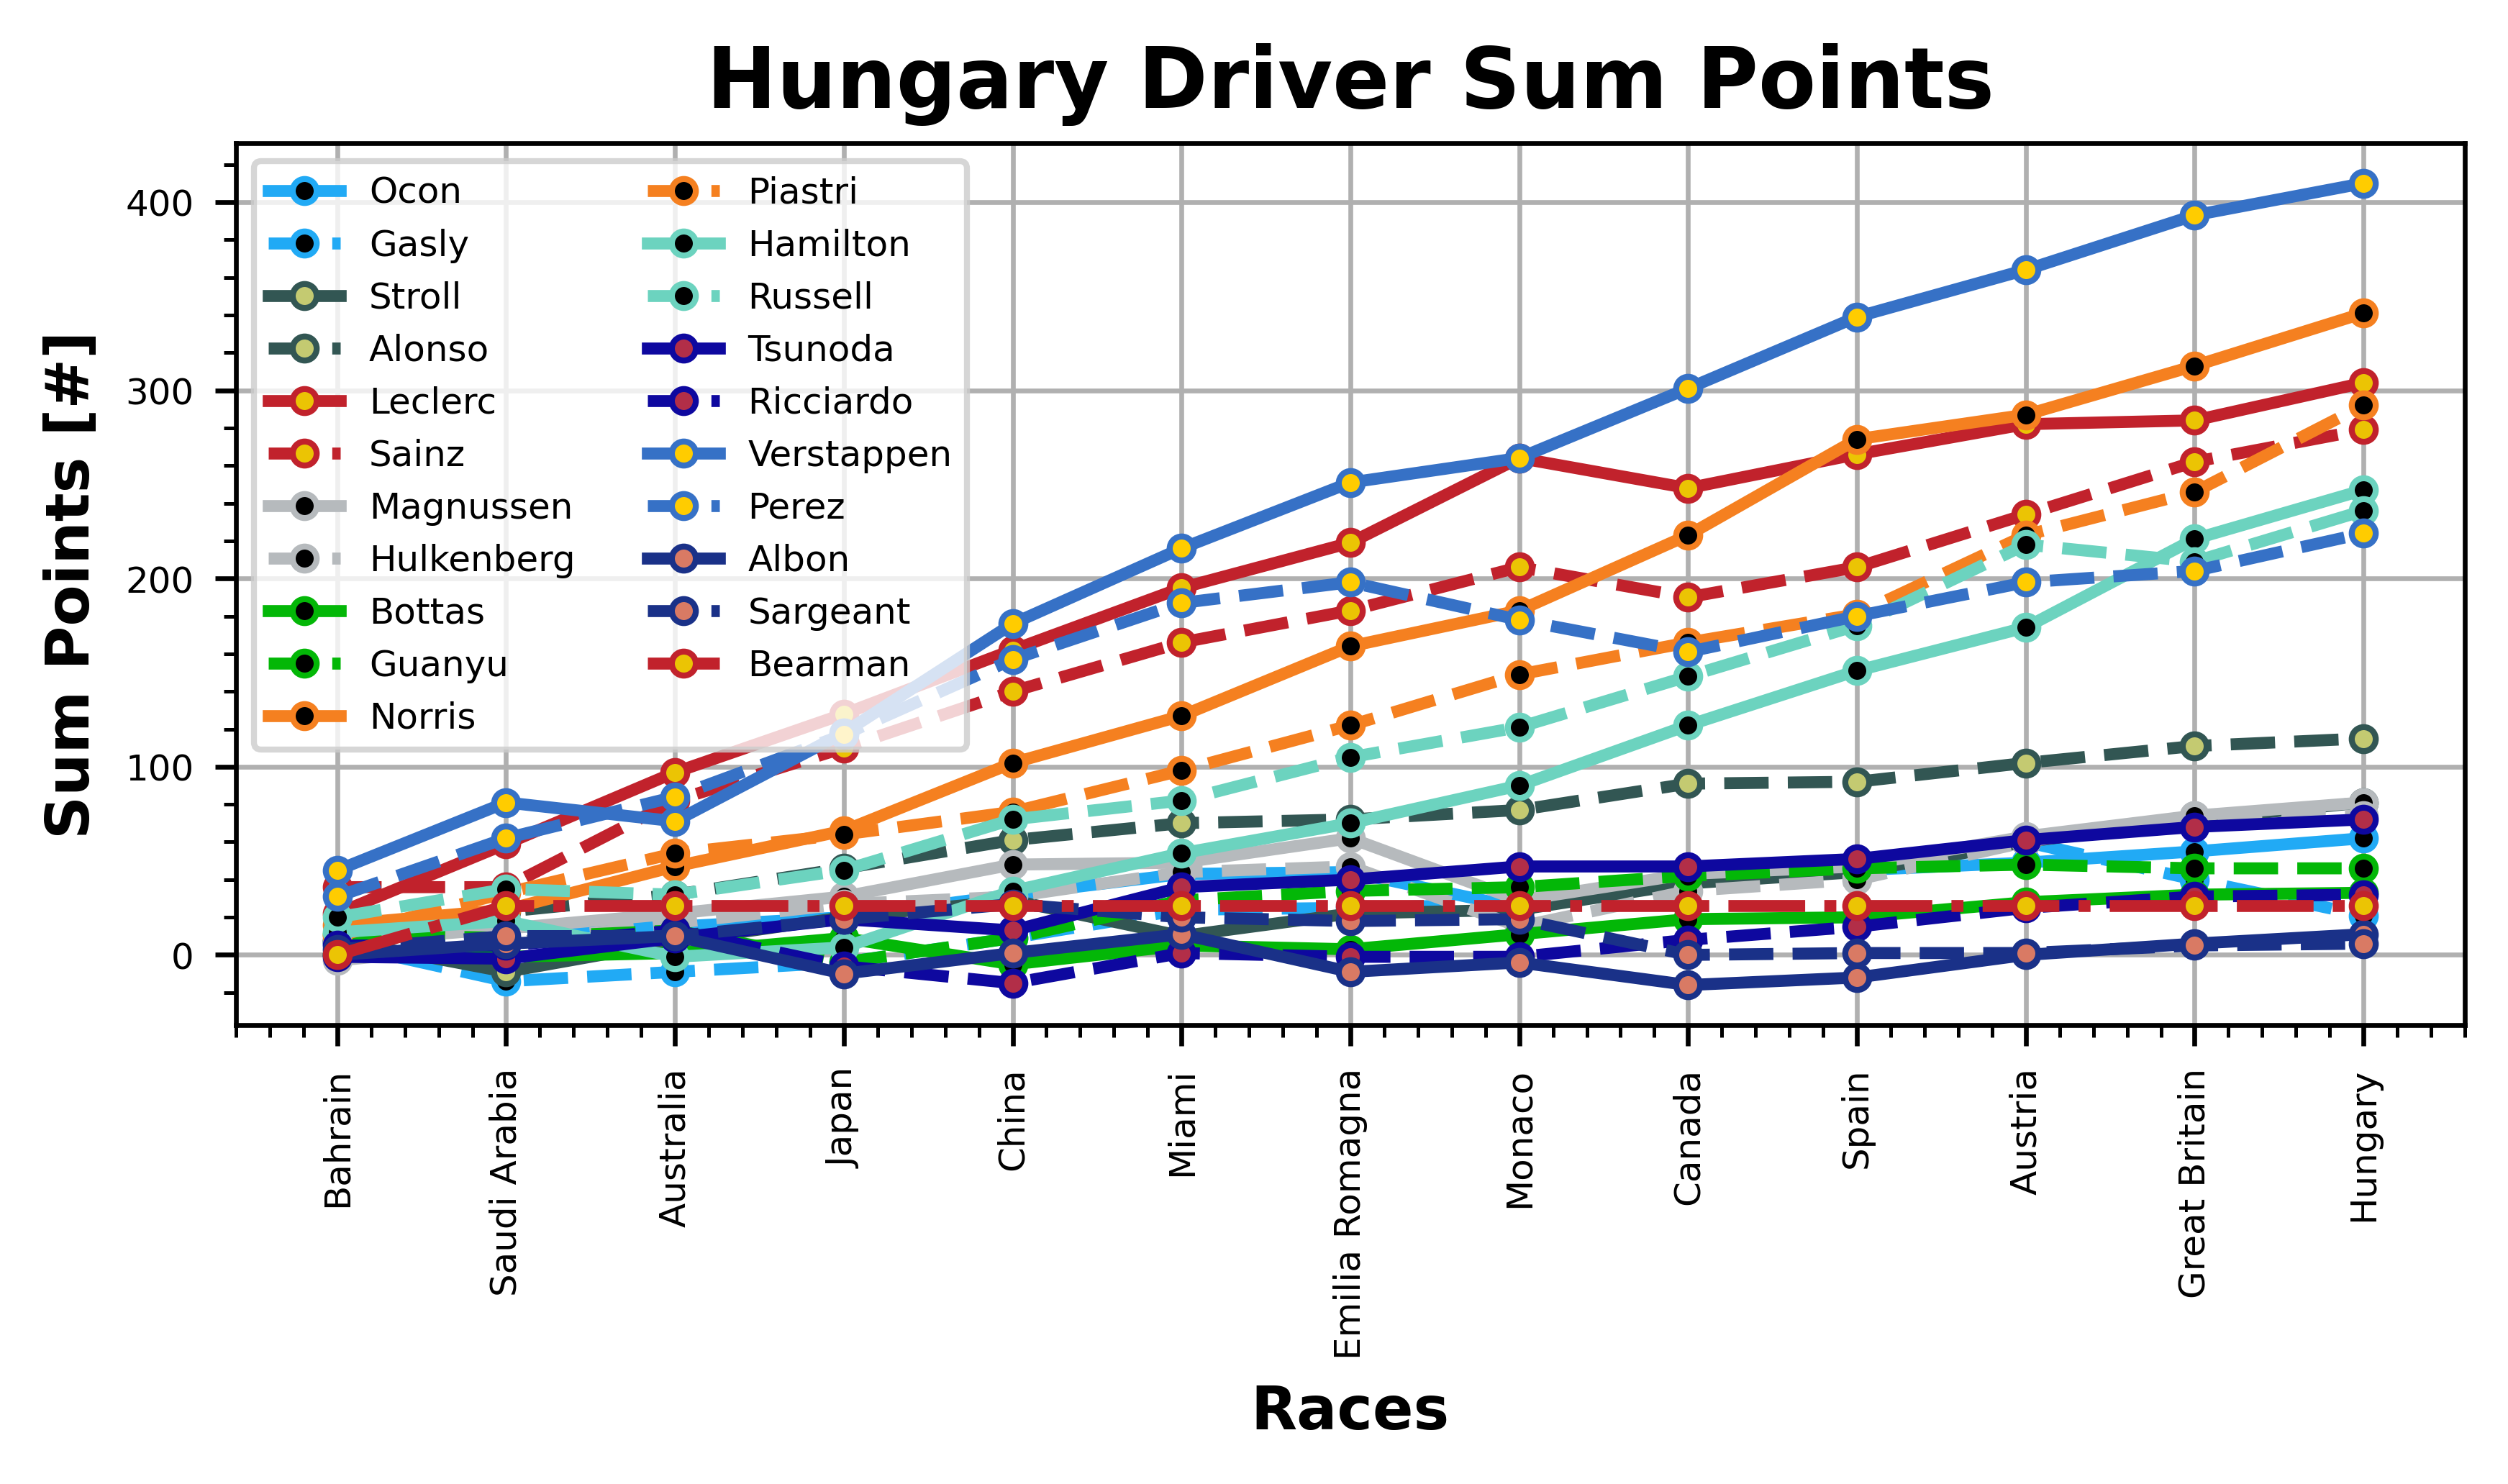 Hungary Driver Sum Points
Sum Points [#]
400
300
200
100
0
Ocon
Gasly
Stroll
Alonso
Leclerc
Sainz
Magnussen
Hulkenberg
Bottas
Guanyu
Norris
Piastri
Hamilton
Russell
Tsunoda
Ricciardo
Verstappen
Perez
Albon
Sargeant
Bearman
Bahrain
Saudi Arabia
Australia
Japan
China
Miami
Emilia Romagna
Monaco
Canada
Spain
Austria
Great Britain
Hungary
Races